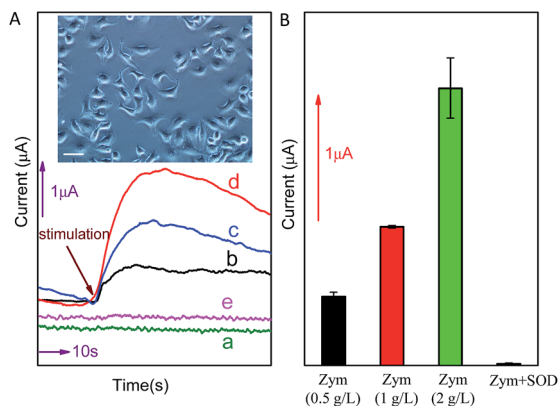 A
Current (μA)
1μA
stimulation
d
c
b
e
a
10s
Time(s)
B
Current (μA)
1μA
Zym
(0.5 g/L)
Zym
(1 g/L)
Zym
(2 g/L)
Zym+SOD